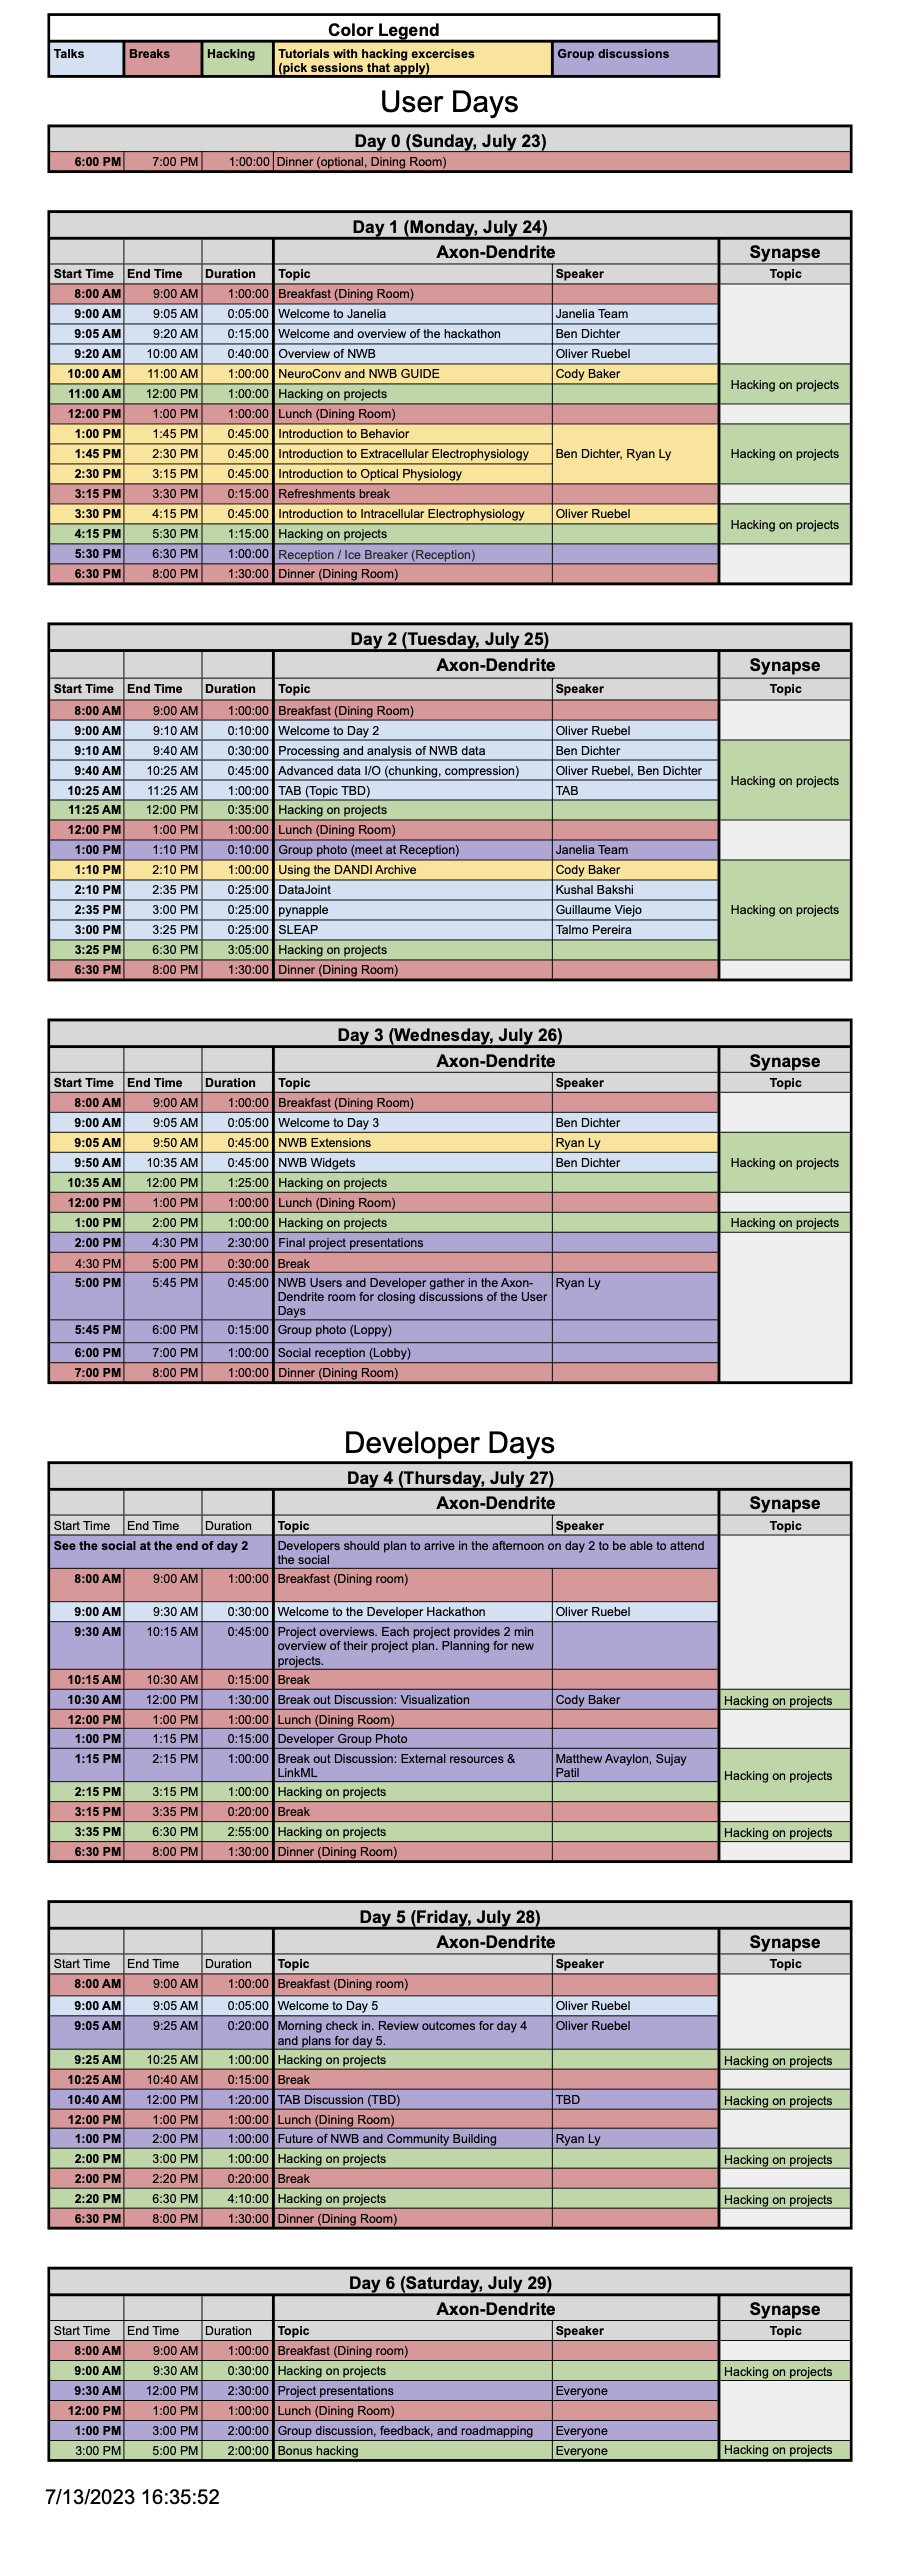 Color Legend
Talks Breaks Hacking Tutorials with hacking excercises Group discussions
(pick sessions that apply)
User Days
Day 0 (Sunday, July 23)
6:00 PM 7:00 PM 1:00:00 Dinner (optional, Dining Room)
Day 1 (Monday, July 24)
Axon-Dendrite Synapse
Start Time End Time Duration Topic Speaker Topic
8:00 AM 9:00 AM 1:00:00 Breakfast (Dining Room)
9:00 AM 9:05 AM 0:05:00 Welcome to Janelia Janelia Team
9:05 AM 9:20 AM 0:15:00 Welcome and overview of the hackathon Ben Dichter
9:20 AM 10:00 AM 0:40:00 Overview of NWB Oliver Ruebel
10:00 AM 11:00 AM 1:00:00 NeuroConv and NWB GUIDE Cody Baker
Hacking on projects
11:00 AM 12:00 PM 1:00:00 Hacking on projects
12:00 PM 1:00 PM 1:00:00 Lunch (Dining Room)
1:00 PM 1:45 PM 0:45:00 Introduction to Behavior
1:45 PM 2:30 PM 0:45:00 Introduction to Extracellular Electrophysiology Ben Dichter, Ryan Ly Hacking on projects
2:30 PM 3:15 PM 0:45:00 Introduction to Optical Physiology
3:15 PM 3:30 PM 0:15:00 Refreshments break
3:30 PM 4:15 PM 0:45:00 Introduction to Intracellular Electrophysiology Oliver Ruebel
Hacking on projects
4:15 PM 5:30 PM 1:15:00 Hacking on projects
5:30 PM 6:30 PM 1:00:00 Reception / Ice Breaker (Reception)
6:30 PM 8:00 PM 1:30:00 Dinner (Dining Room)
Day 2 (Tuesday, July 25)
Axon-Dendrite Synapse
Start Time End Time Duration Topic Speaker Topic
8:00 AM 9:00 AM 1:00:00 Breakfast (Dining Room)
9:00 AM 9:10 AM 0:10:00 Welcome to Day 2 Oliver Ruebel
9:10 AM 9:40 AM 0:30:00 Processing and analysis of NWB data Ben Dichter
9:40 AM 10:25 AM 0:45:00 Advanced data I/O (chunking, compression) Oliver Ruebel, Ben Dichter
Hacking on projects
10:25 AM 11:25 AM 1:00:00 TAB (Topic TBD) TAB
11:25 AM 12:00 PM 0:35:00 Hacking on projects
12:00 PM 1:00 PM 1:00:00 Lunch (Dining Room)
1:00 PM 1:10 PM 0:10:00 Group photo (meet at Reception) Janelia Team
1:10 PM 2:10 PM 1:00:00 Using the DANDI Archive Cody Baker
2:10 PM 2:35 PM 0:25:00 DataJoint Kushal Bakshi
2:35 PM 3:00 PM 0:25:00 pynapple Guillaume Viejo Hacking on projects
3:00 PM 3:25 PM 0:25:00 SLEAP Talmo Pereira
3:25 PM 6:30 PM 3:05:00 Hacking on projects
6:30 PM 8:00 PM 1:30:00 Dinner (Dining Room)
Day 3 (Wednesday, July 26)
Axon-Dendrite Synapse
Start Time End Time Duration Topic Speaker Topic
8:00 AM 9:00 AM 1:00:00 Breakfast (Dining Room)
9:00 AM 9:05 AM 0:05:00 Welcome to Day 3 Ben Dichter
9:05 AM 9:50 AM 0:45:00 NWB Extensions Ryan Ly
9:50 AM 10:35 AM 0:45:00 NWB Widgets Ben Dichter Hacking on projects
10:35 AM 12:00 PM 1:25:00 Hacking on projects
12:00 PM 1:00 PM 1:00:00 Lunch (Dining Room)
1:00 PM 2:00 PM 1:00:00 Hacking on projects Hacking on projects
2:00 PM 4:30 PM 2:30:00 Final project presentations
4:30 PM 5:00 PM 0:30:00 Break
5:00 PM 5:45 PM 0:45:00 NWB Users and Developer gather in the Axon- Ryan Ly
Dendrite room for closing discussions of the User
Days
5:45 PM 6:00 PM 0:15:00 Group photo (Loppy)
6:00 PM 7:00 PM 1:00:00 Social reception (Lobby)
7:00 PM 8:00 PM 1:00:00 Dinner (Dining Room)
Developer Days
Day 4 (Thursday, July 27)
Axon-Dendrite Synapse
Start Time End Time Duration Topic Speaker Topic
See the social at the end of day 2 Developers should plan to arrive in the afternoon on day 2 to be able to attend
the social
8:00 AM 9:00 AM 1:00:00 Breakfast (Dining room)
9:00 AM 9:30 AM 0:30:00 Welcome to the Developer Hackathon Oliver Ruebel
9:30 AM 10:15 AM 0:45:00 Project overviews. Each project provides 2 min
overview of their project plan. Planning for new
projects.
10:15 AM 10:30 AM 0:15:00 Break
10:30 AM 12:00 PM 1:30:00 Break out Discussion: Visualization Cody Baker Hacking on projects
12:00 PM 1:00 PM 1:00:00 Lunch (Dining Room)
1:00 PM 1:15 PM 0:15:00 Developer Group Photo
1:15 PM 2:15 PM 1:00:00 Break out Discussion: External resources & Matthew Avaylon, Sujay
LinkML Patil
Hacking on projects
2:15 PM 3:15 PM 1:00:00 Hacking on projects
3:15 PM 3:35 PM 0:20:00 Break
3:35 PM 6:30 PM 2:55:00 Hacking on projects Hacking on projects
6:30 PM 8:00 PM 1:30:00 Dinner (Dining Room)
Day 5 (Friday, July 28)
Axon-Dendrite Synapse
Start Time End Time Duration Topic Speaker Topic
8:00 AM 9:00 AM 1:00:00 Breakfast (Dining room)
9:00 AM 9:05 AM 0:05:00 Welcome to Day 5 Oliver Ruebel
9:05 AM 9:25 AM 0:20:00 Morning check in. Review outcomes for day 4 Oliver Ruebel
and plans for day 5.
9:25 AM 10:25 AM 1:00:00 Hacking on projects Hacking on projects
10:25 AM 10:40 AM 0:15:00 Break
10:40 AM 12:00 PM 1:20:00 TAB Discussion (TBD) TBD Hacking on projects
12:00 PM 1:00 PM 1:00:00 Lunch (Dining Room)
1:00 PM 2:00 PM 1:00:00 Future of NWB and Community Building Ryan Ly
2:00 PM 3:00 PM 1:00:00 Hacking on projects Hacking on projects
2:00 PM 2:20 PM 0:20:00 Break
2:20 PM 6:30 PM 4:10:00 Hacking on projects Hacking on projects
6:30 PM 8:00 PM 1:30:00 Dinner (Dining Room)
Day 6 (Saturday, July 29)
Axon-Dendrite Synapse
Start Time End Time Duration Topic Speaker Topic
8:00 AM 9:00 AM 1:00:00 Breakfast (Dining room)
9:00 AM 9:30 AM 0:30:00 Hacking on projects Hacking on projects
9:30 AM 12:00 PM 2:30:00 Project presentations Everyone
12:00 PM 1:00 PM 1:00:00 Lunch (Dining Room)
1:00 PM 3:00 PM 2:00:00 Group discussion, feedback, and roadmapping Everyone
3:00 PM 5:00 PM 2:00:00 Bonus hacking Everyone Hacking on projects
7/13/2023 16:35:52